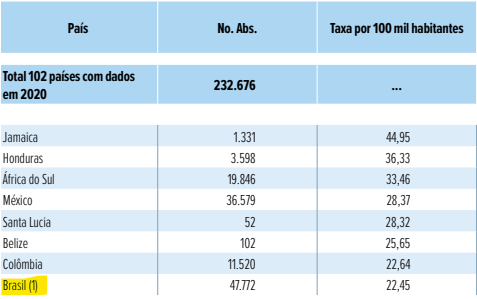 País No. Abs. Taxa por 100 mil habitantes
Total 102 países com dados
em 2020 232.676 ...
Jamaica 1.331 44,95
Honduras 3.598 36,33
África do Sul 19.846 33,46
México 36.579 28,37
Santa Lucia 52 28,32
Belize 102 25,65
Colômbia 11.520 22,64
Brasil (1) 47.772 22,45